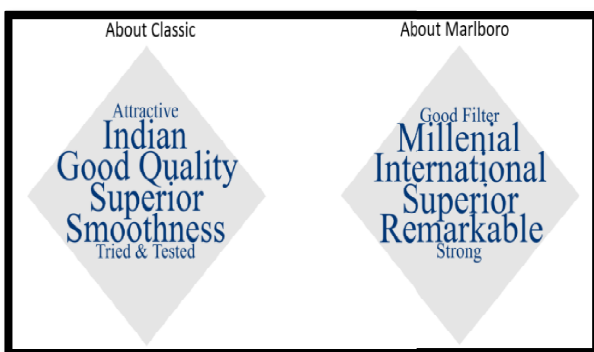 About Classic
Attractive
Indian
Good Quality
Superior
Smoothness
Tried & Tested
About Marlboro
Good Filter
Millenial
International
Superior
Remarkable
Strong